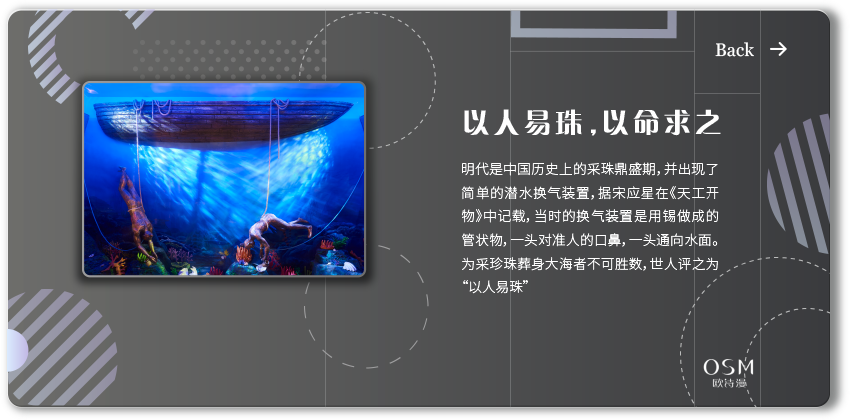 Back
以人易珠,以命求之
明代是中国历史上的采珠鼎盛期,并出现了
简单的潜水换气装置,据宋应星在《天工开
物》中记载,当时的换气装置是用锡做成的
管状物,一头对准人的口鼻,一头通向水面。
为采珍珠葬身大海者不可胜数,世人评之为
“以人易珠”
OSM
欧诗漫